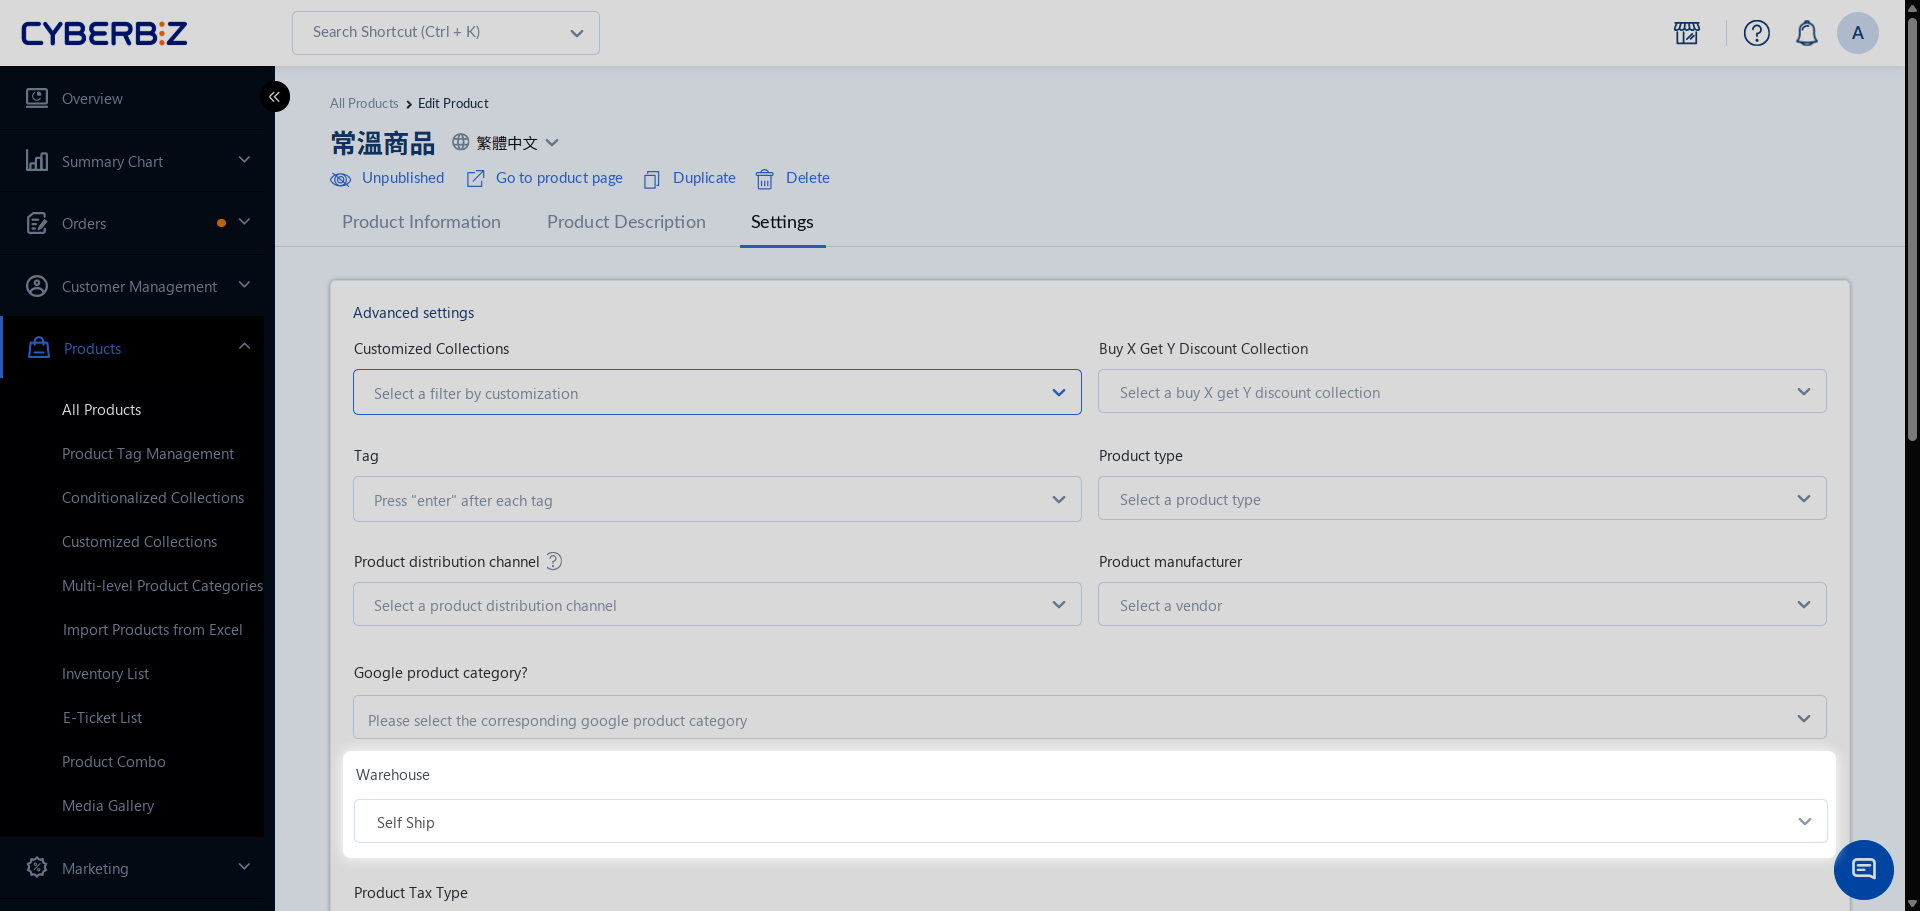 CYBERBIZ
Search Shortcut (Ctrl + K)
A
Overview
Summary Chart
Orders
Customer Management
Products
All Products
Product Tag Management
Conditionalized Collections
Customized Collections
Multi-level Product Categories
Import Products from Excel
Inventory List
E-Ticket List
Product Combo
Media Gallery
Marketing
All Products > Edit Product
常溫商品 繁體中文
Unpublished Go to product page Duplicate Delete
Product Information Product Description Settings
Advanced settings
Customized Collections Buy X Get Y Discount Collection
Select a filter by customization Select a buy X get Y discount collection
Tag Product type
Press "enter" after each tag Select a product type
Product distribution channel ? Product manufacturer
Select a product distribution channel Select a vendor
Google product category?
Please select the corresponding google product category
Warehouse
Self Ship
Product Tax Type